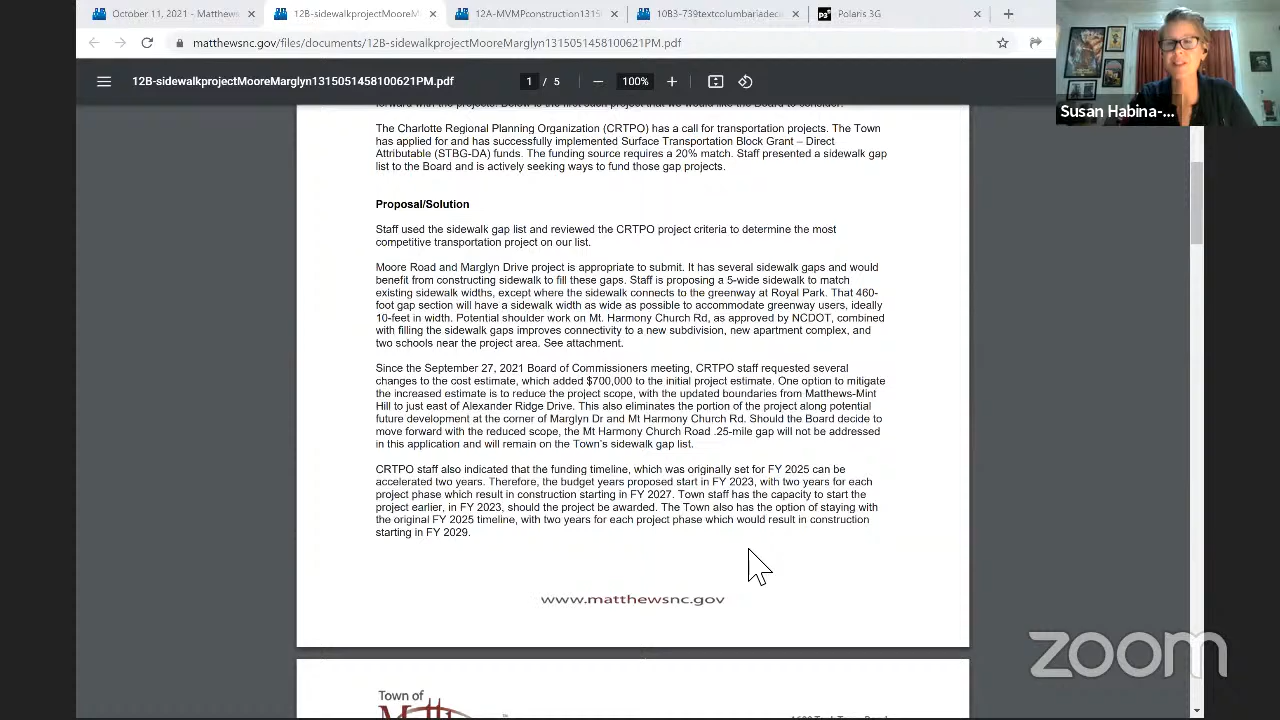 October 11, 2021 - Matthews
12B-sidewalkprojectMooreM
12A-MVMPconstruction1315
10B3-739textcolumbariadeca
Polaris 3G
matthewsnc.gov/files/documents/12B-sidewalkprojectMooreMarglyn1315051458100621PM.pdf
12B-sidewalkprojectMooreMarglyn1315051458100621PM.pdf
1 / 5
100%
Susan Habina-...
forward with the projects. Below is the first such project that we would like the Board to consider.
The Charlotte Regional Planning Organization (CRTPO) has a call for transportation projects. The Town
has applied for and has successfully implemented Surface Transportation Block Grant – Direct
Attributable (STBG-DA) funds. The funding source requires a 20% match. Staff presented a sidewalk gap
list to the Board and is actively seeking ways to fund those gap projects.
Proposal/Solution
Staff used the sidewalk gap list and reviewed the CRTPO project criteria to determine the most
competitive transportation project on our list.
Moore Road and Marglyn Drive project is appropriate to submit. It has several sidewalk gaps and would
benefit from constructing sidewalk to fill these gaps. Staff is proposing a 5-wide sidewalk to match
existing sidewalk widths, except where the sidewalk connects to the greenway at Royal Park. That 460-
foot gap section will have a sidewalk width as wide as possible to accommodate greenway users, ideally
10-feet in width. Potential shoulder work on Mt. Harmony Church Rd, as approved by NCDOT, combined
with filling the sidewalk gaps improves connectivity to a new subdivision, new apartment complex, and
two schools near the project area. See attachment.
Since the September 27, 2021 Board of Commissioners meeting, CRTPO staff requested several
changes to the cost estimate, which added $700,000 to the initial project estimate. One option to mitigate
the increased estimate is to reduce the project scope, with the updated boundaries from Matthews-Mint
Hill to just east of Alexander Ridge Drive. This also eliminates the portion of the project along potential
future development at the corner of Marglyn Dr and Mt Harmony Church Rd. Should the Board decide to
move forward with the reduced scope, the Mt Harmony Church Road .25-mile gap will not be addressed
in this application and will remain on the Town's sidewalk gap list.
CRTPO staff also indicated that the funding timeline, which was originally set for FY 2025 can be
accelerated two years. Therefore, the budget years proposed start in FY 2023, with two years for each
project phase which result in construction starting in FY 2027. Town staff has the capacity to start the
project earlier, in FY 2023, should the project be awarded. The Town also has the option of staying with
the original FY 2025 timeline, with two years for each project phase which would result in construction
starting in FY 2029.
www.matthewsnc.gov
zoom
Town of